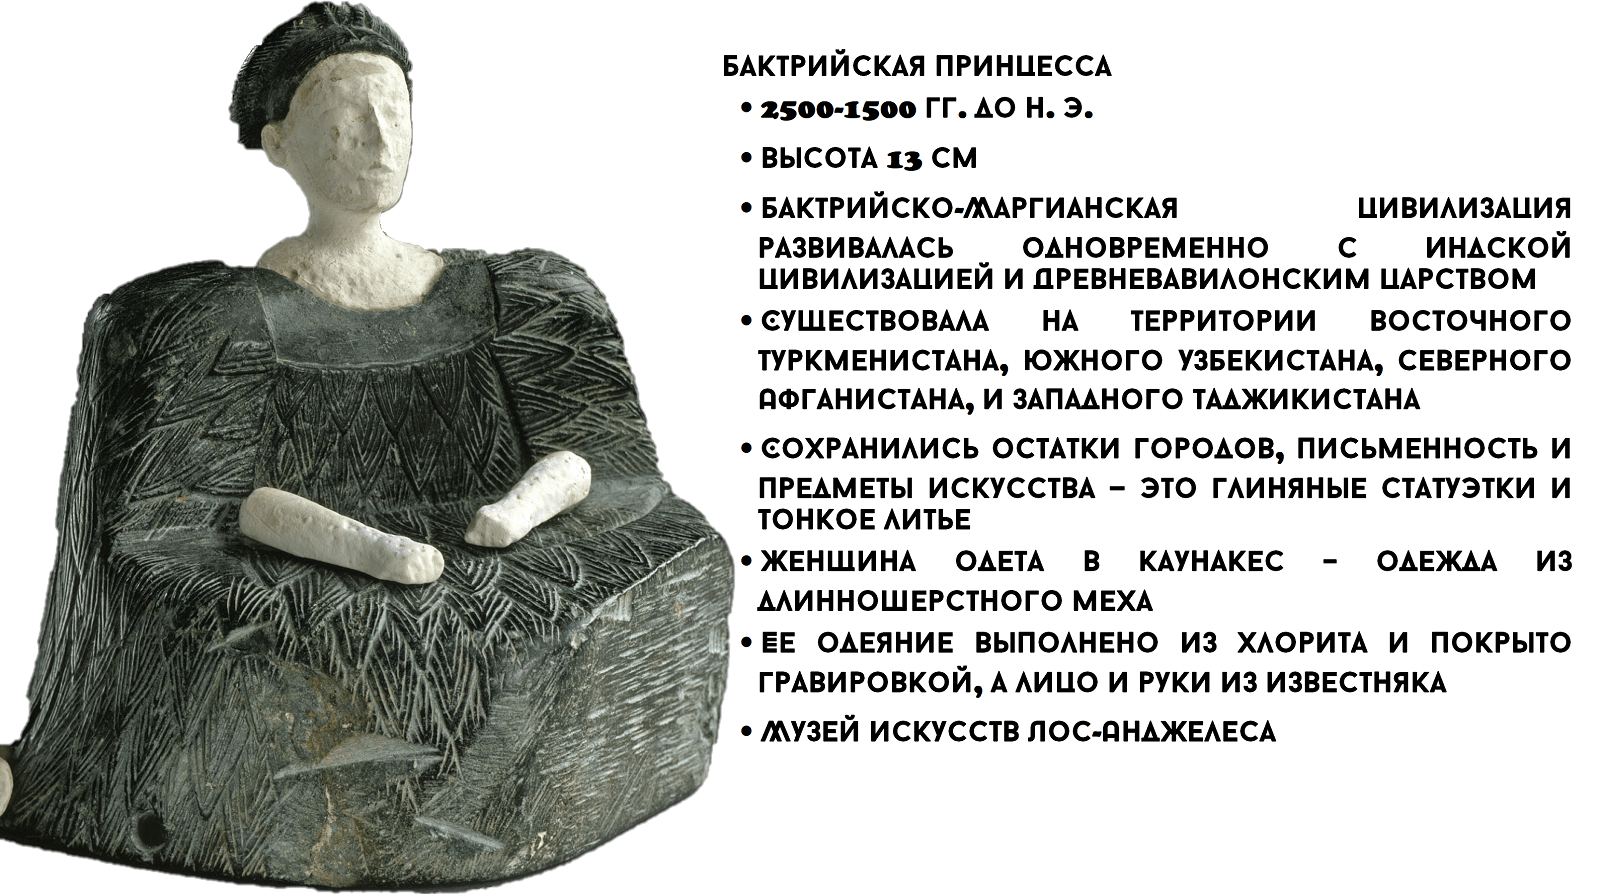 БАКТРИЙСКАЯ ПРИНЦЕССА
• 2500-1500 ГГ. ДО Н. Э.
• ВЫСОТА 13 СМ
• БАКТРИЙСКО-МАРГИАНСКАЯ ЦИВИЛИЗАЦИЯ
РАЗВИВАЛАСЬ ОДНОВРЕМЕННО С ИНДСКОЙ
ЦИВИЛИЗАЦИЕЙ И ДРЕВНЕВАВИЛОНСКИМ ЦАРСТВОМ
• СУЩЕСТВОВАЛА НА ТЕРРИТОРИИ ВОСТОЧНОГО
ТУРКМЕНИСТАНА, ЮЖНОГО УЗБЕКИСТАНА, СЕВЕРНОГО
АФГАНИСТАНА, И ЗАПАДНОГО ТАДЖИКИСТАНА
• СОХРАНИЛИСЬ ОСТАТКИ ГОРОДОВ, ПИСЬМЕННОСТЬ И
ПРЕДМЕТЫ ИСКУССТВА – ЭТО ГЛИНЯНЫЕ СТАТУЭТКИ И
ТОНКОЕ ЛИТЬЕ
• ЖЕНЩИНА ОДЕТА В КАУНАКЕС – ОДЕЖДА ИЗ
ДЛИННОШЕРСТНОГО МЕХА
• ЕЕ ОДЕЯНИЕ ВЫПОЛНЕНО ИЗ ХЛОРИТА И ПОКРЫТО
ГРАВИРОВКОЙ, А ЛИЦО И РУКИ ИЗ ИЗВЕСТНЯКА
• МУЗЕЙ ИСКУССТВ ЛОС-АНДЖЕЛЕСА